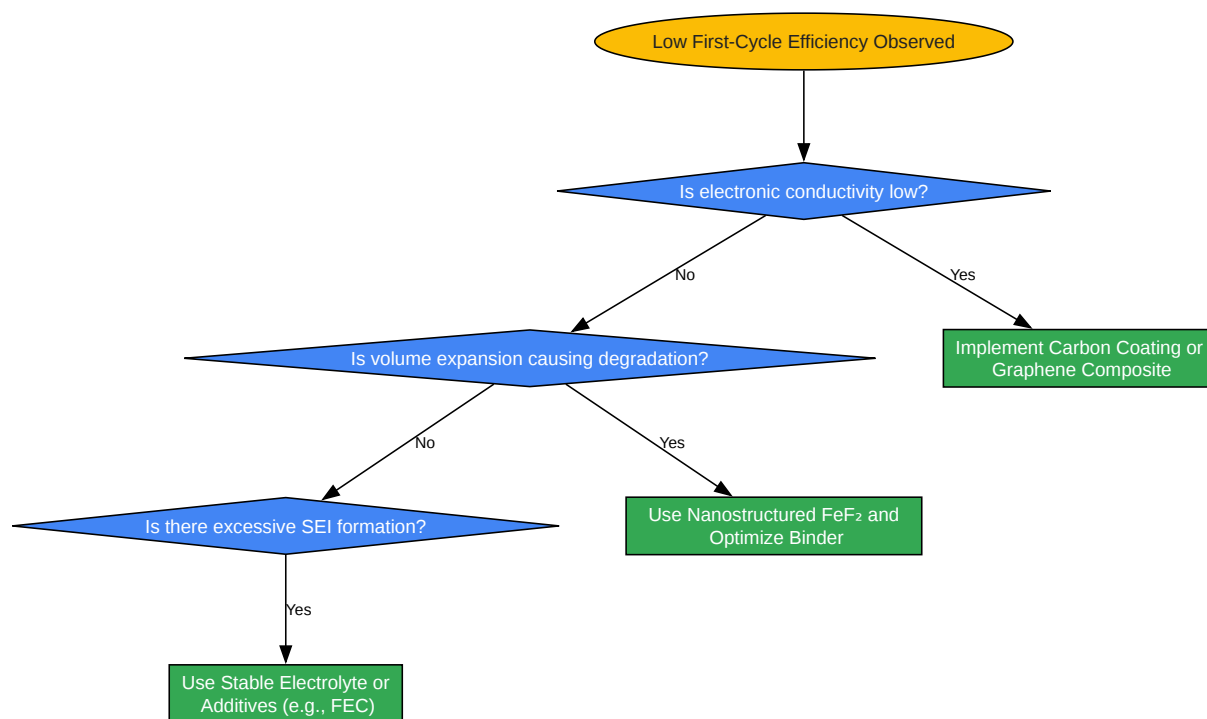 Low First-Cycle Efficiency Observed
Is electronic conductivity low?
No
Yes
Is volume expansion causing degradation?
Implement Carbon Coating or
Graphene Composite
No
Yes
Is there excessive SEI formation?
Use Nanostructured FeF₂ and
Optimize Binder
Yes
Use Stable Electrolyte or
Additives (e.g., FEC)